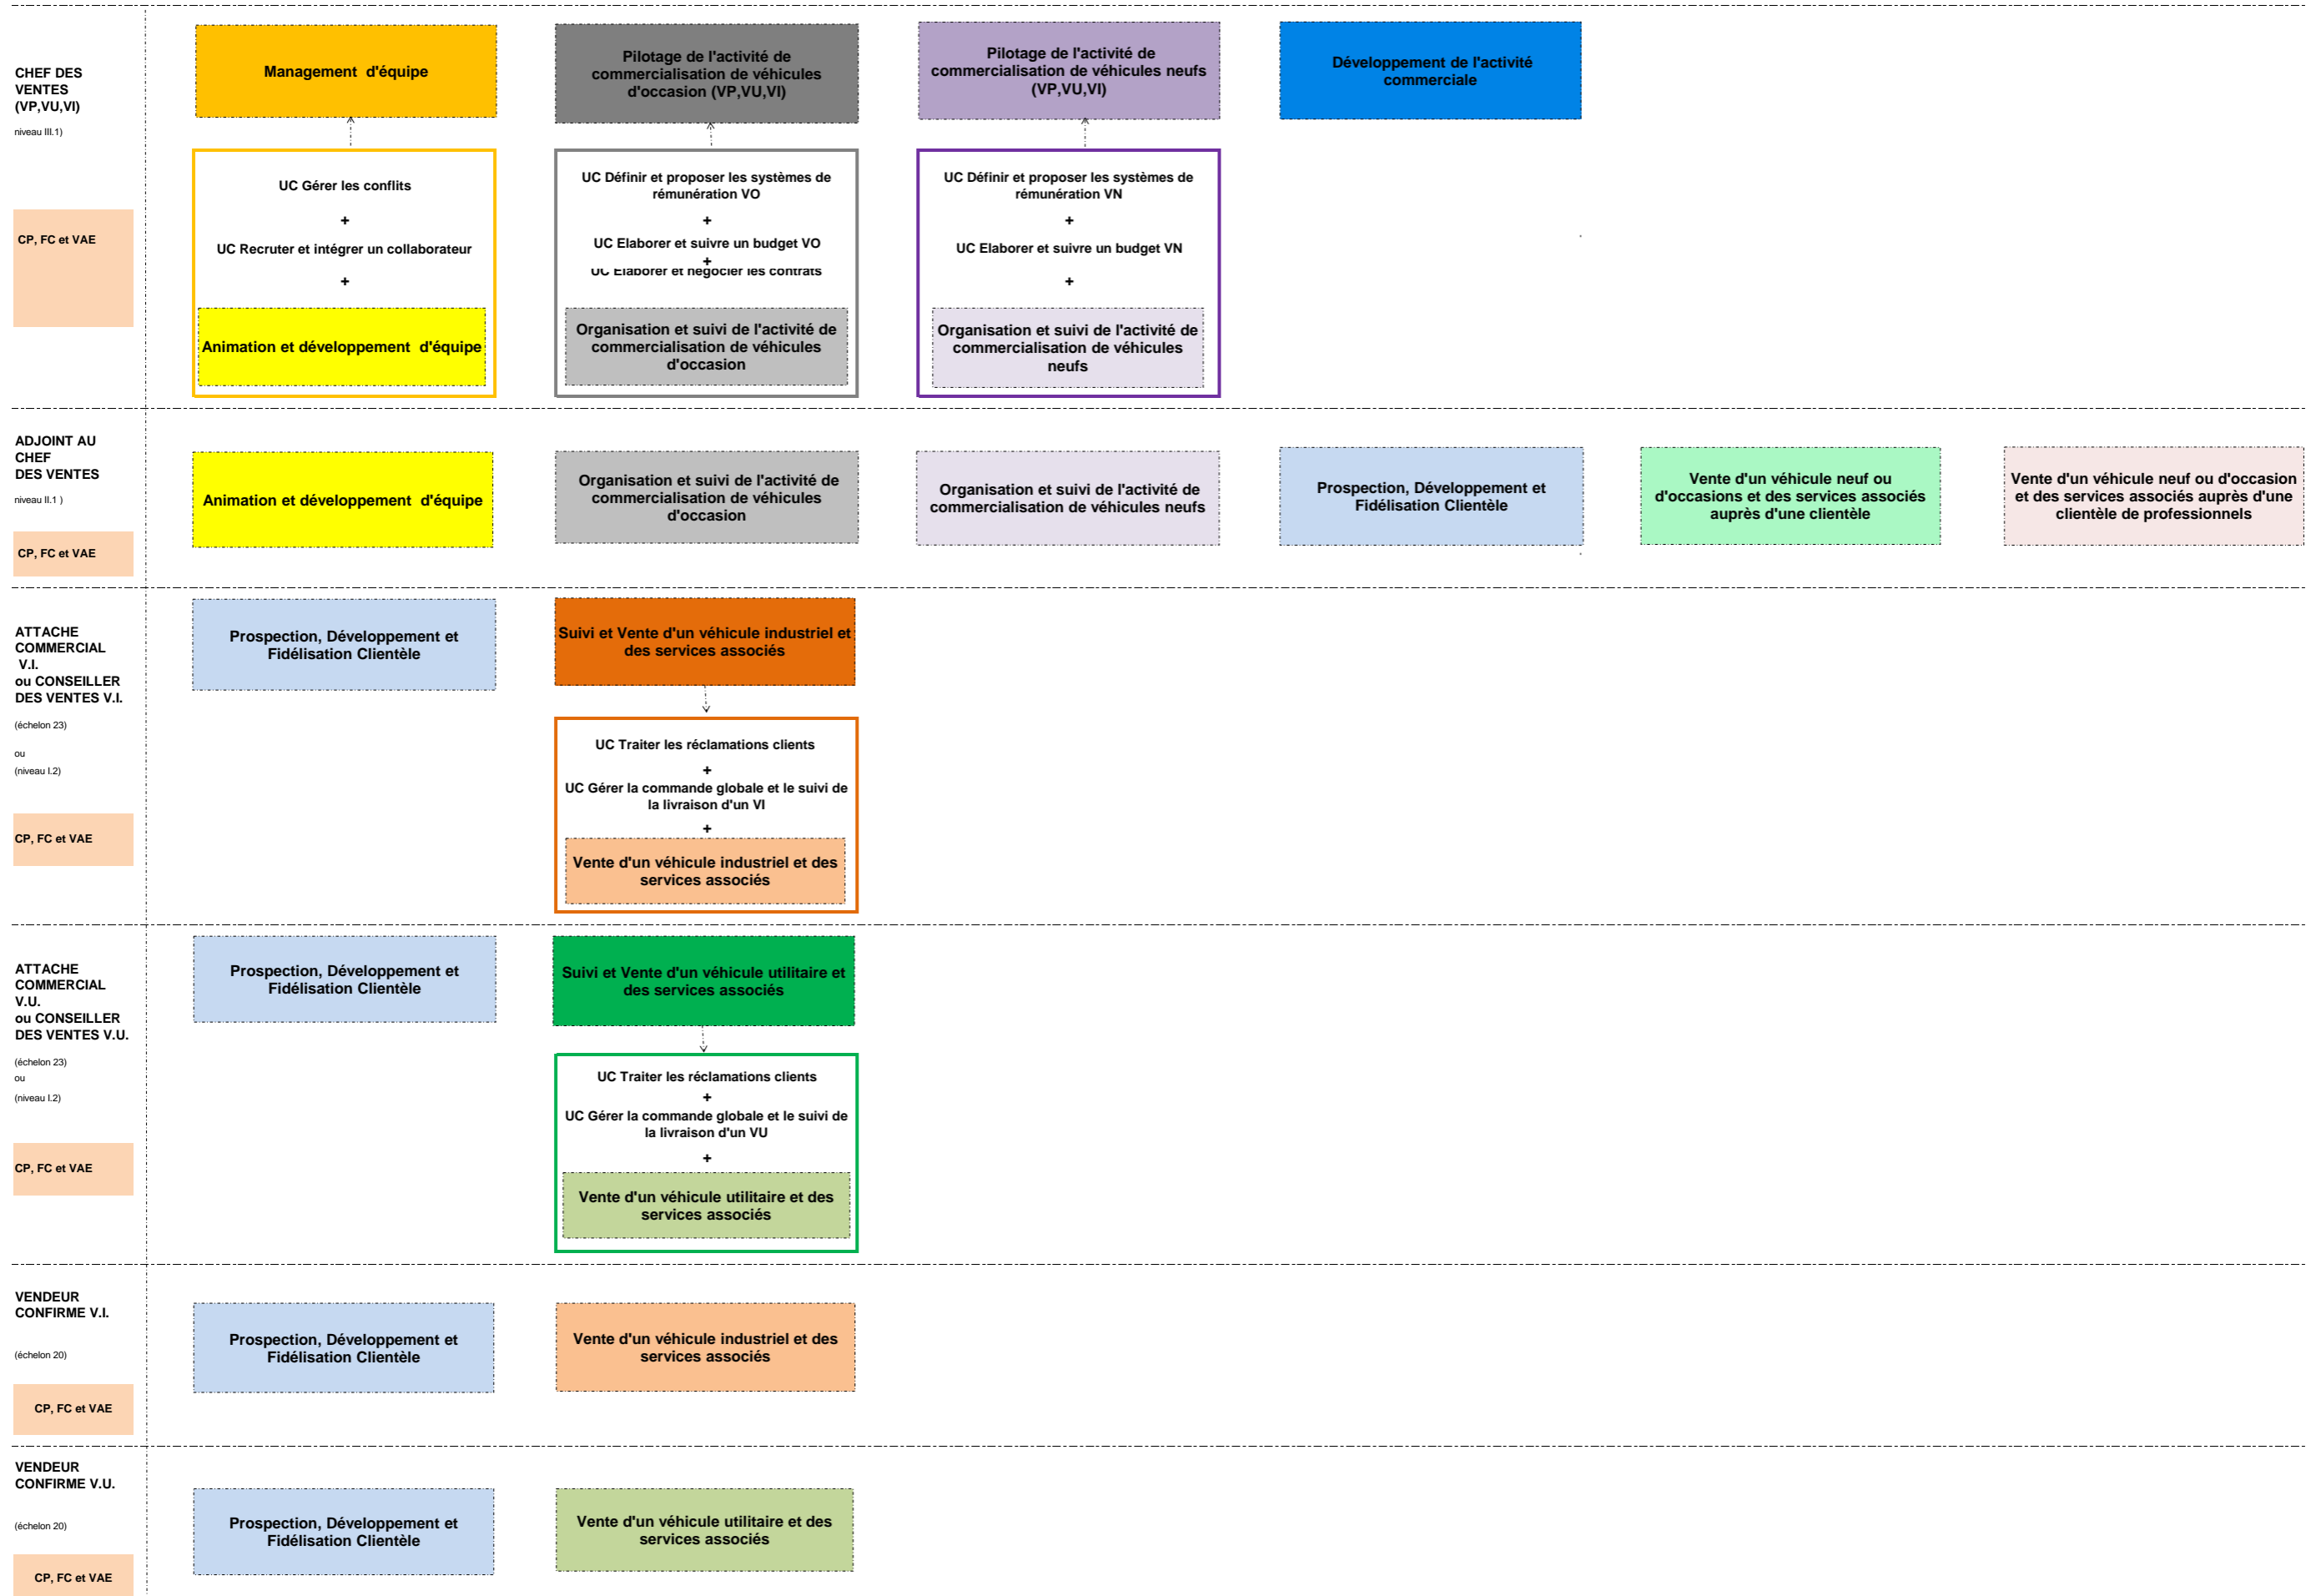 CHEF DES
VENTES
(VP,VU,VI)
niveau III.1)
CP, FC et VAE
Management d'équipe
Pilotage de l'activité de
commercialisation de véhicules
d'occasion (VP,VU,VI)
Pilotage de l'activité de
commercialisation de véhicules neufs
(VP,VU,VI)
Développement de l'activité
commerciale
UC Gérer les conflits
+
UC Recruter et intégrer un collaborateur
+
Animation et développement d'équipe
UC Définir et proposer les systèmes de
rémunération VO
+
UC Elaborer et suivre un budget VO
+
UC Elaborer et négocier les contrats
Organisation et suivi de l'activité de
commercialisation de véhicules
d'occasion
UC Définir et proposer les systèmes de
rémunération VN
+
UC Elaborer et suivre un budget VN
+
Organisation et suivi de l'activité de
commercialisation de véhicules
neufs
ADJOINT AU
CHEF
DES VENTES
niveau II.1 )
CP, FC et VAE
Animation et développement d'équipe
Organisation et suivi de l'activité de
commercialisation de véhicules
d'occasion
Organisation et suivi de l'activité de
commercialisation de véhicules neufs
Prospection, Développement et
Fidélisation Clientèle
Vente d'un véhicule neuf ou
d'occasions et des services associés
auprès d'une clientèle
Vente d'un véhicule neuf ou d'occasion
et des services associés auprès d'une
clientèle de professionnels
ATTACHE
COMMERCIAL
V.I.
ou CONSEILLER
DES VENTES V.I.
(échelon 23)
ou
(niveau I.2)
CP, FC et VAE
Prospection, Développement et
Fidélisation Clientèle
Suivi et Vente d'un véhicule industriel et
des services associés
UC Traiter les réclamations clients
+
UC Gérer la commande globale et le suivi de
la livraison d'un VI
+
Vente d'un véhicule industriel et des
services associés
ATTACHE
COMMERCIAL
V.U.
ou CONSEILLER
DES VENTES V.U.
(échelon 23)
ou
(niveau I.2)
CP, FC et VAE
Prospection, Développement et
Fidélisation Clientèle
Suivi et Vente d'un véhicule utilitaire et
des services associés
UC Traiter les réclamations clients
+
UC Gérer la commande globale et le suivi de
la livraison d'un VU
+
Vente d'un véhicule utilitaire et des
services associés
VENDEUR
CONFIRME V.I.
(échelon 20)
CP, FC et VAE
Prospection, Développement et
Fidélisation Clientèle
Vente d'un véhicule industriel et des
services associés
VENDEUR
CONFIRME V.U.
(échelon 20)
CP, FC et VAE
Prospection, Développement et
Fidélisation Clientèle
Vente d'un véhicule utilitaire et des
services associés